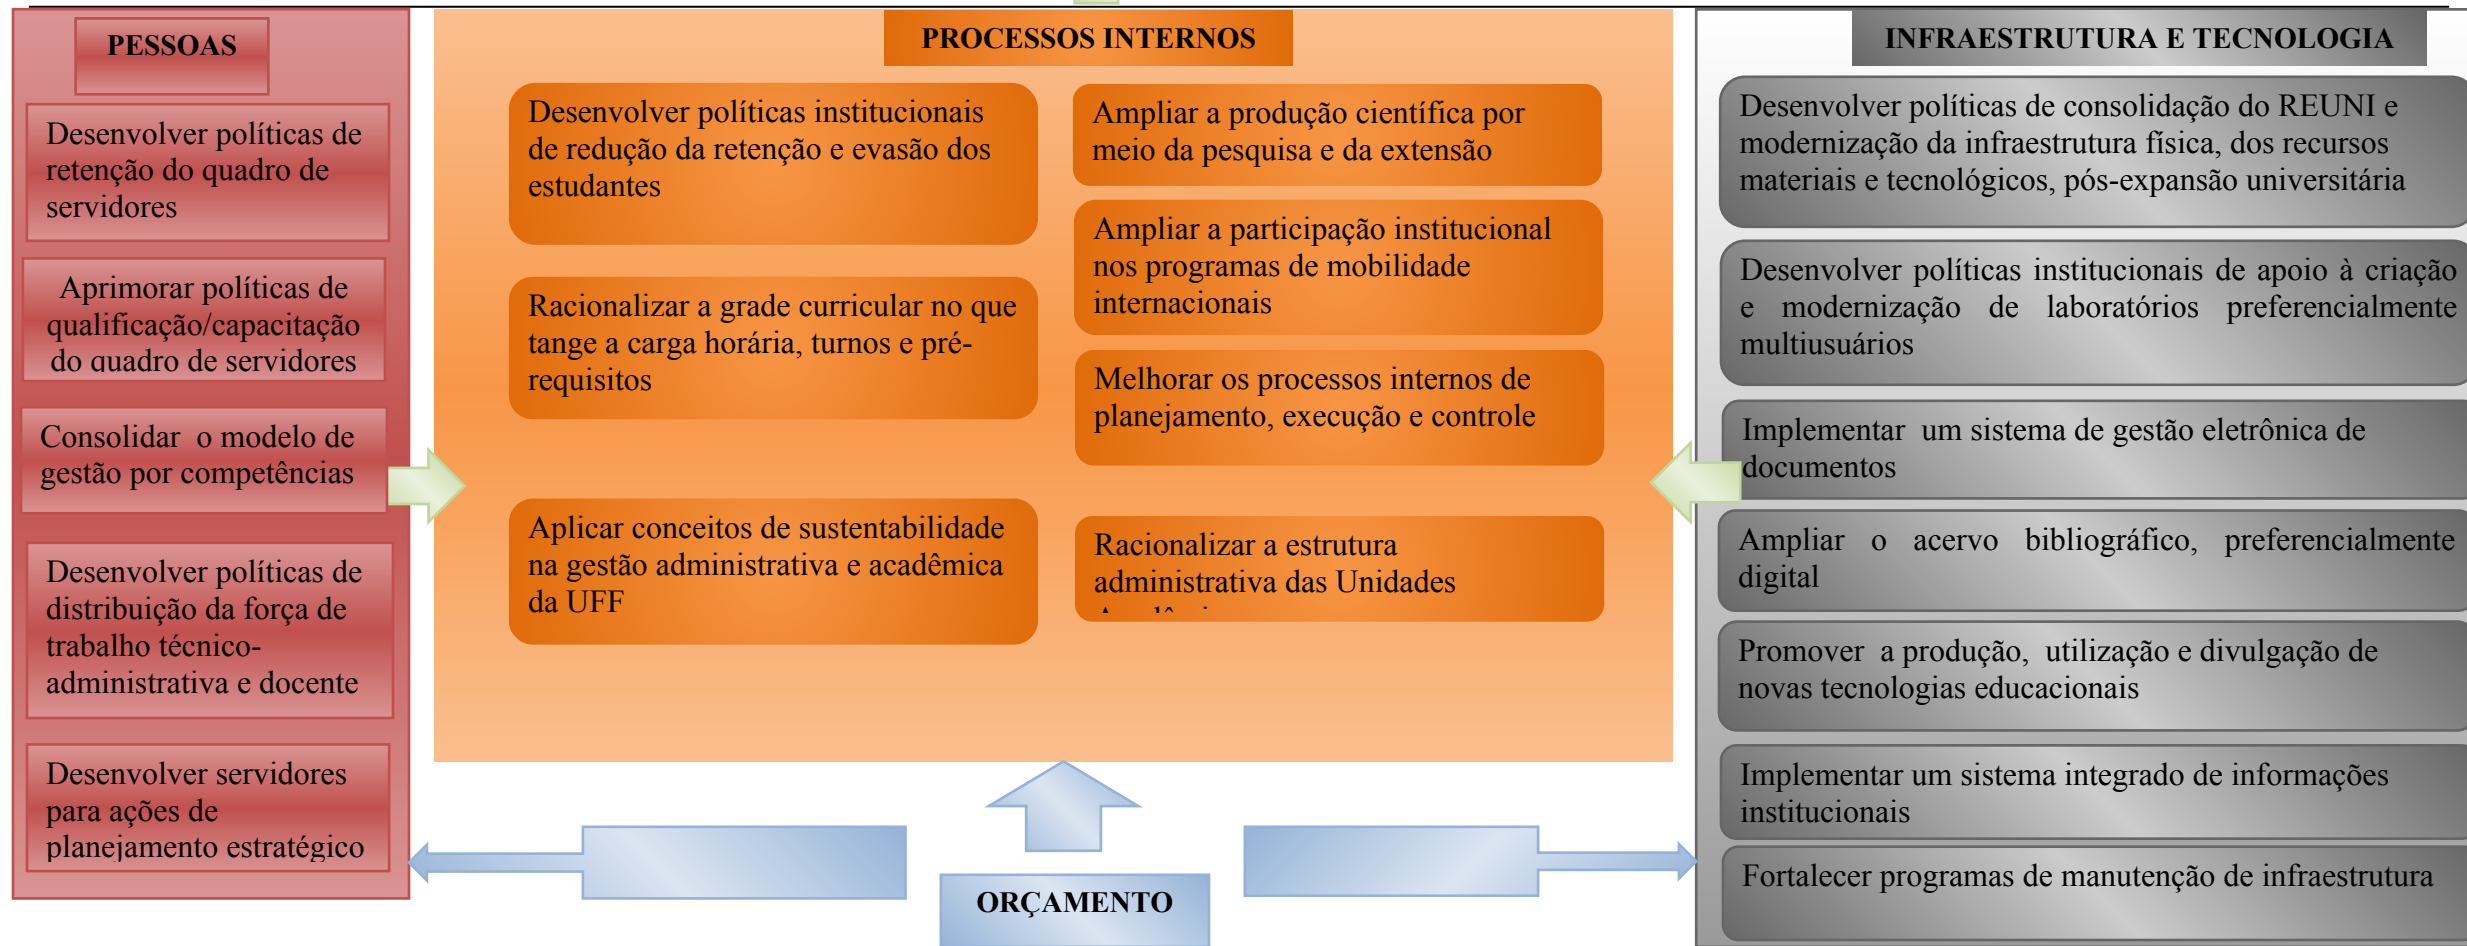 PESSOAS
Desenvolver políticas de
retenção do quadro de
servidores
Aprimorar políticas de
qualificação/capacitação
do quadro de servidores
Consolidar o modelo de
gestão por competências
Desenvolver políticas de
distribuição da força de
trabalho técnico-
administrativa e docente
Desenvolver servidores
para ações de
planejamento estratégico
PROCESSOS INTERNOS
Desenvolver políticas institucionais
de redução da retenção e evasão dos
estudantes
Racionalizar a grade curricular no que
tange a carga horária, turnos e pré-
requisitos
Aplicar conceitos de sustentabilidade
na gestão administrativa e acadêmica
da UFF
Ampliar a produção científica por
meio da pesquisa e da extensão
Ampliar a participação institucional
nos programas de mobilidade
internacionais
Melhorar os processos internos de
planejamento, execução e controle
Racionalizar a estrutura
administrativa das Unidades
INFRAESTRUTURA E TECNOLOGIA
Desenvolver políticas de consolidação do REUNI e
modernização da infraestrutura física, dos recursos
materiais e tecnológicos, pós-expansão universitária
Desenvolver políticas institucionais de apoio à criação
e modernização de laboratórios preferencialmente
multiusuários
Implementar um sistema de gestão eletrônica de
documentos
Ampliar o acervo bibliográfico, preferencialmente
digital
Promover a produção, utilização e divulgação de
novas tecnologias educacionais
Implementar um sistema integrado de informações
institucionais
Fortalecer programas de manutenção de infraestrutura
ORÇAMENTO